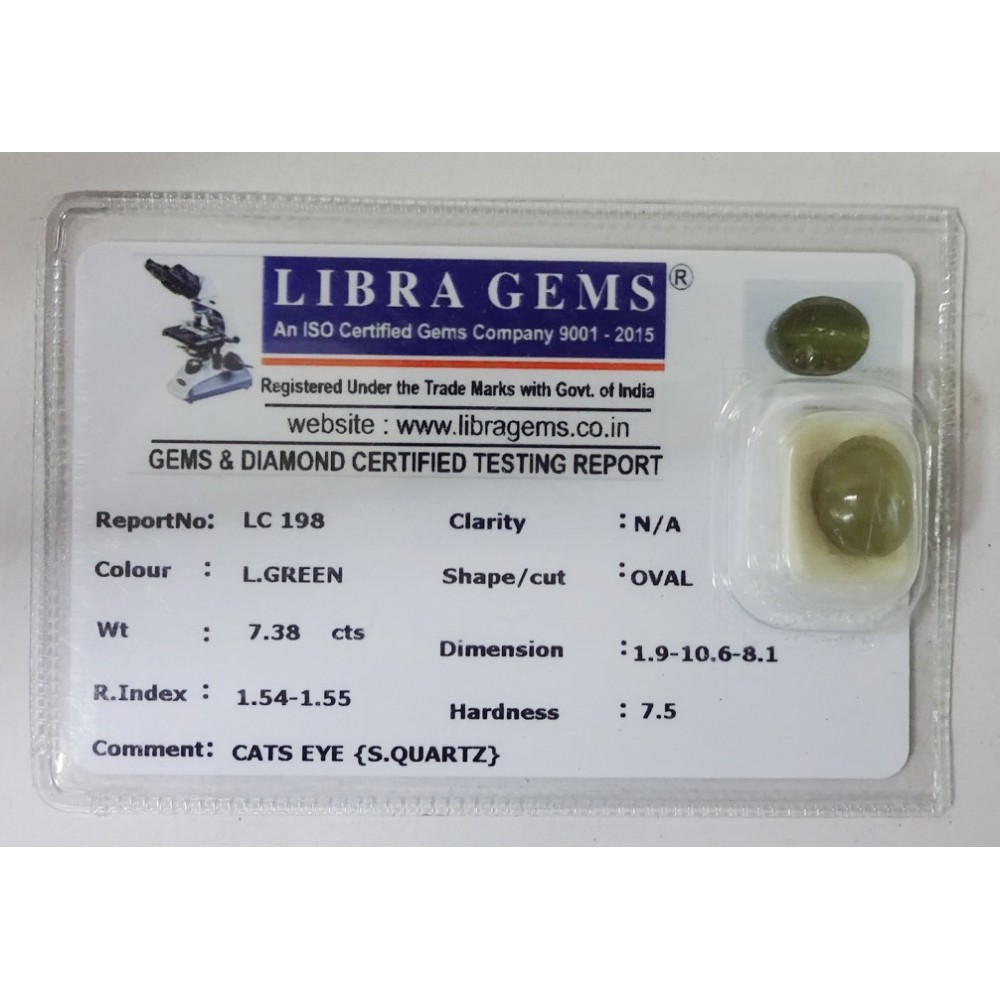 LIBRA GEMS ®
An ISO Certified Gems Company 9001 - 2015
Registered Under the Trade Marks with Govt. of India
website : www.libragems.co.in
GEMS & DIAMOND CERTIFIED TESTING REPORT
ReportNo: LC 198
Clarity : N/A
Colour : L.GREEN
Shape/cut : OVAL
Wt : 7.38 cts
Dimension : 1.9-10.6-8.1
R.Index : 1.54-1.55
Hardness : 7.5
Comment: CATS EYE {S.QUARTZ}